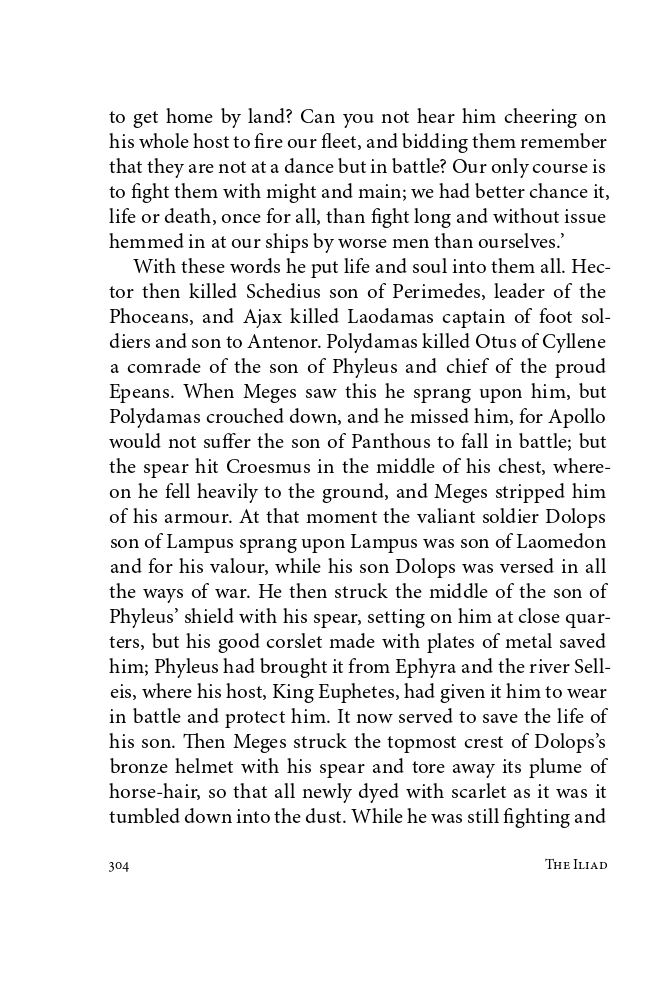 to get home by land? Can you not hear him cheering on
his whole host to fire our fleet, and bidding them remember
that they are not at a dance but in battle? Our only course is
to fight them with might and main; we had better chance it,
life or death, once for all, than fight long and without issue
hemmed in at our ships by worse men than ourselves.’
With these words he put life and soul into them all. Hec-
tor then killed Schedius son of Perimedes, leader of the
Phoceans, and Ajax killed Laodamas captain of foot sol-
diers and son to Antenor. Polydamas killed Otus of Cyllene
a comrade of the son of Phyleus and chief of the proud
Epeans. When Meges saw this he sprang upon him, but
Polydamas crouched down, and he missed him, for Apollo
would not suffer the son of Panthous to fall in battle; but
the spear hit Croesmus in the middle of his chest, where-
on he fell heavily to the ground, and Meges stripped him
of his armour. At that moment the valiant soldier Dolops
son of Lampus sprang upon Lampus was son of Laomedon
and for his valour, while his son Dolops was versed in all
the ways of war. He then struck the middle of the son of
Phyleus’ shield with his spear, setting on him at close quar-
ters, but his good corslet made with plates of metal saved
him; Phyleus had brought it from Ephyra and the river Sell-
eis, where his host, King Euphetes, had given it him to wear
in battle and protect him. It now served to save the life of
his son. Then Meges struck the topmost crest of Dolops’s
bronze helmet with his spear and tore away its plume of
horse-hair, so that all newly dyed with scarlet as it was it
tumbled down into the dust. While he was still fighting and
304
The Iliad